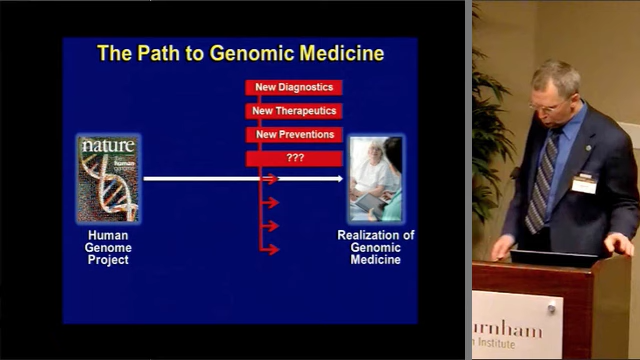 The Path to Genomic Medicine
New Diagnostics
New Therapeutics
New Preventions
???
nature
human
Human
Genome
Project
Realization of
Genomic
Medicine
urnham
Institute